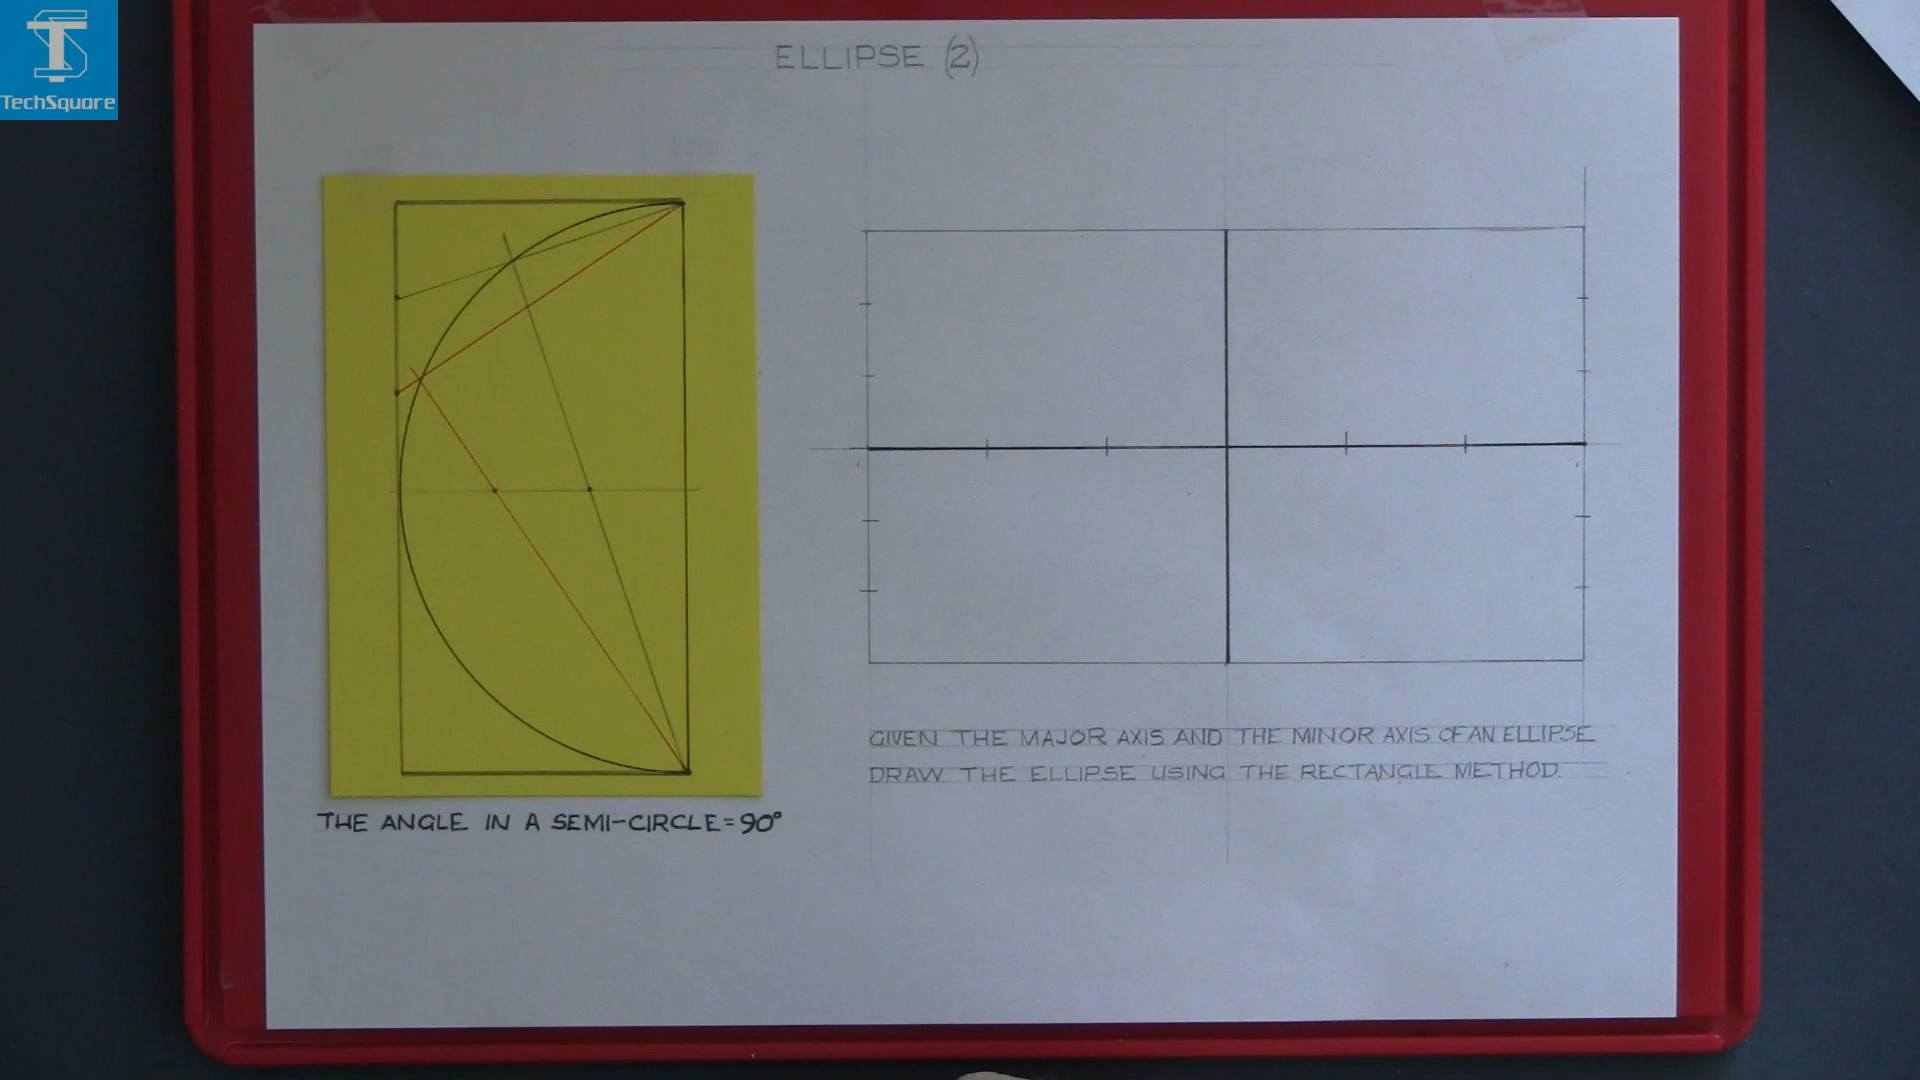 TechSquare
ELLIPSE (2)
GIVEN THE MAJOR AXIS AND THE MINOR AXIS OF AN ELLIPSE
DRAW THE ELLIPSE USING THE RECTANGLE METHOD.
THE ANGLE IN A SEMI-CIRCLE = 90°